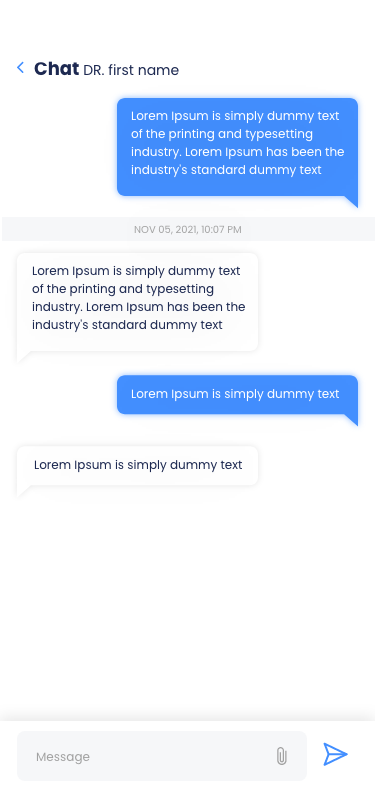 Chat DR. first name
Lorem Ipsum is simply dummy text
of the printing and typesetting
industry. Lorem Ipsum has been the
industry's standard dummy text
NOV 05, 2021, 10:07 PM
Lorem Ipsum is simply dummy text
of the printing and typesetting
industry. Lorem Ipsum has been the
industry's standard dummy text
Lorem Ipsum is simply dummy text
Lorem Ipsum is simply dummy text
Message